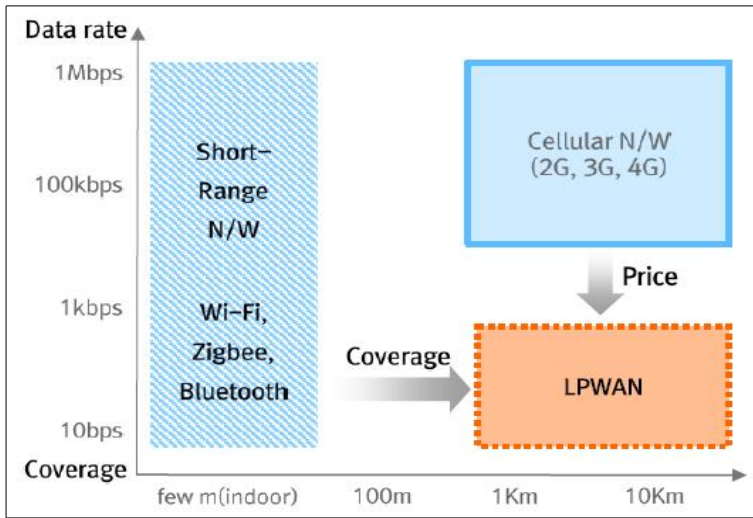 Data rate
1Mbps
100kbps
1kbps
10bps
Coverage
Short-
Range
N/W
Wi-Fi,
Zigbee,
Bluetooth
Cellular N/W
(2G, 3G, 4G)
Price
Coverage
LPWAN
few m(indoor)
100m
1Km
10Km